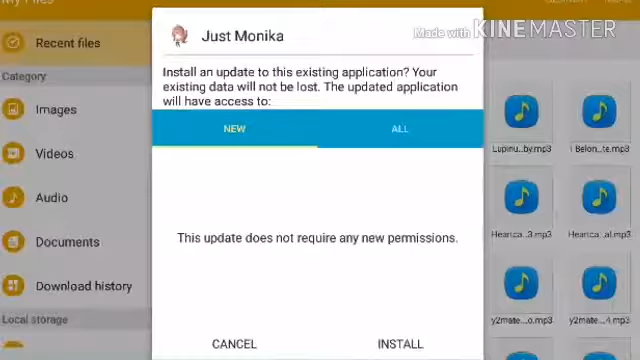 My Files
Just Monika
Made with KINEMASTER
Recent files
Install an update to this existing application? Your
existing data will not be lost. The updated application
will have access to:
Category
NEW
ALL
Images
Videos
Lupinu...by.mp3
I Belon...te.mp3
Audio
This update does not require any new permissions.
Hearica...3.mp3
Hearica...al.mp3
Documents
Download history
Local storage
y2mate...o.mp3
y2mate...4.mp3
CANCEL
INSTALL